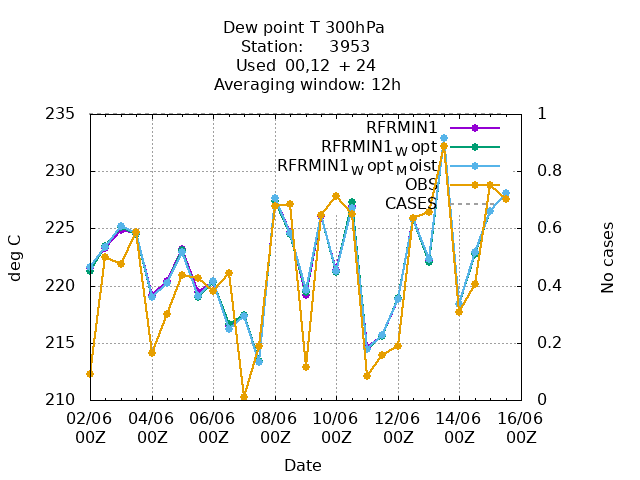 Dew point T 300hPa
Station: 3953
Used 00,12 + 24
Averaging window: 12h
235 1
RFRMIN1
RFRMIN1_W opt
230 0.8
RFRMIN1_W opt_M oist
OBS
CASES
225 0.6
deg C
No cases
220 0.4
215 0.2
210 0
02/06 04/06 06/06 08/06 10/06 12/06 14/06 16/06
00Z 00Z 00Z 00Z 00Z 00Z 00Z 00Z
Date